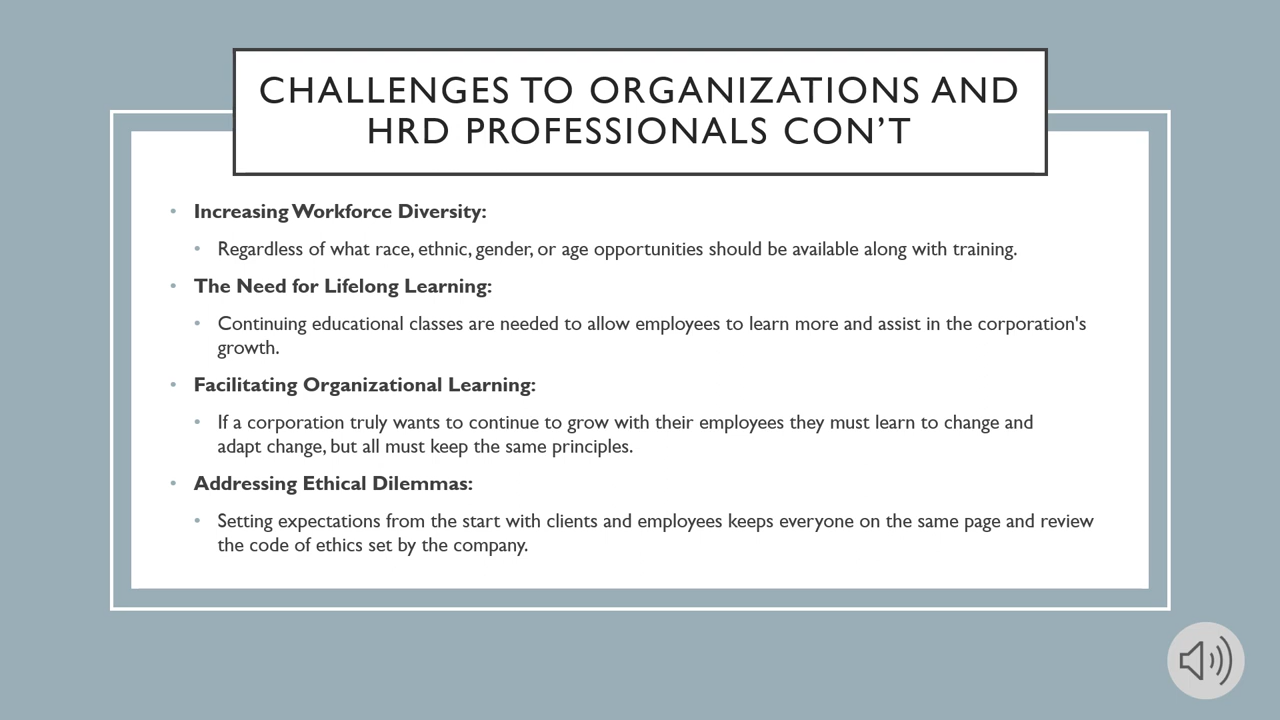 CHALLENGES TO ORGANIZATIONS AND
HRD PROFESSIONALS CON’T
• Increasing Workforce Diversity:
• Regardless of what race, ethnic, gender, or age opportunities should be available along with training.
• The Need for Lifelong Learning:
• Continuing educational classes are needed to allow employees to learn more and assist in the corporation's
growth.
• Facilitating Organizational Learning:
• If a corporation truly wants to continue to grow with their employees they must learn to change and
adapt change, but all must keep the same principles.
• Addressing Ethical Dilemmas:
• Setting expectations from the start with clients and employees keeps everyone on the same page and review
the code of ethics set by the company.